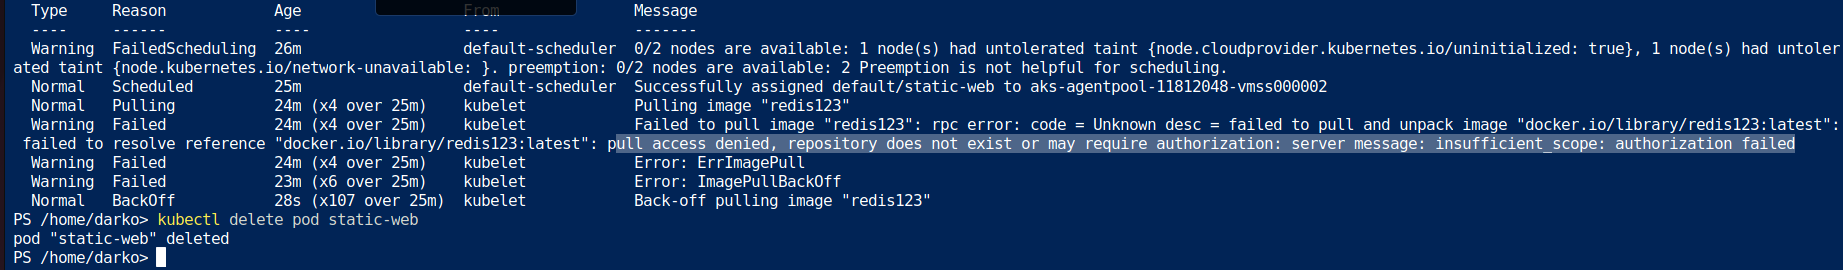 Type Reason Age From Message
---- ------ ---- ---- -------
Warning FailedScheduling 26m default-scheduler 0/2 nodes are available: 1 node(s) had untolerated taint {node.cloudprovider.kubernetes.io/uninitialized: true}, 1 node(s) had untoler
ated taint {node.kubernetes.io/network-unavailable: }. preemption: 0/2 nodes are available: 2 Preemption is not helpful for scheduling.
Normal Scheduled 25m default-scheduler Successfully assigned default/static-web to aks-agentpool-11812048-vmss000002
Normal Pulling 24m (x4 over 25m) kubelet Pulling image "redis123"
Warning Failed 24m (x4 over 25m) kubelet Failed to pull image "redis123": rpc error: code = Unknown desc = failed to pull and unpack image "docker.io/library/redis123:latest":
failed to resolve reference "docker.io/library/redis123:latest": pull access denied, repository does not exist or may require authorization: server message: insufficient_scope: authorization failed
Warning Failed 24m (x4 over 25m) kubelet Error: ErrImagePull
Warning Failed 23m (x6 over 25m) kubelet Error: ImagePullBackOff
Normal BackOff 28s (x107 over 25m) kubelet Back-off pulling image "redis123"
PS /home/darko> kubectl delete pod static-web
pod "static-web" deleted
PS /home/darko>